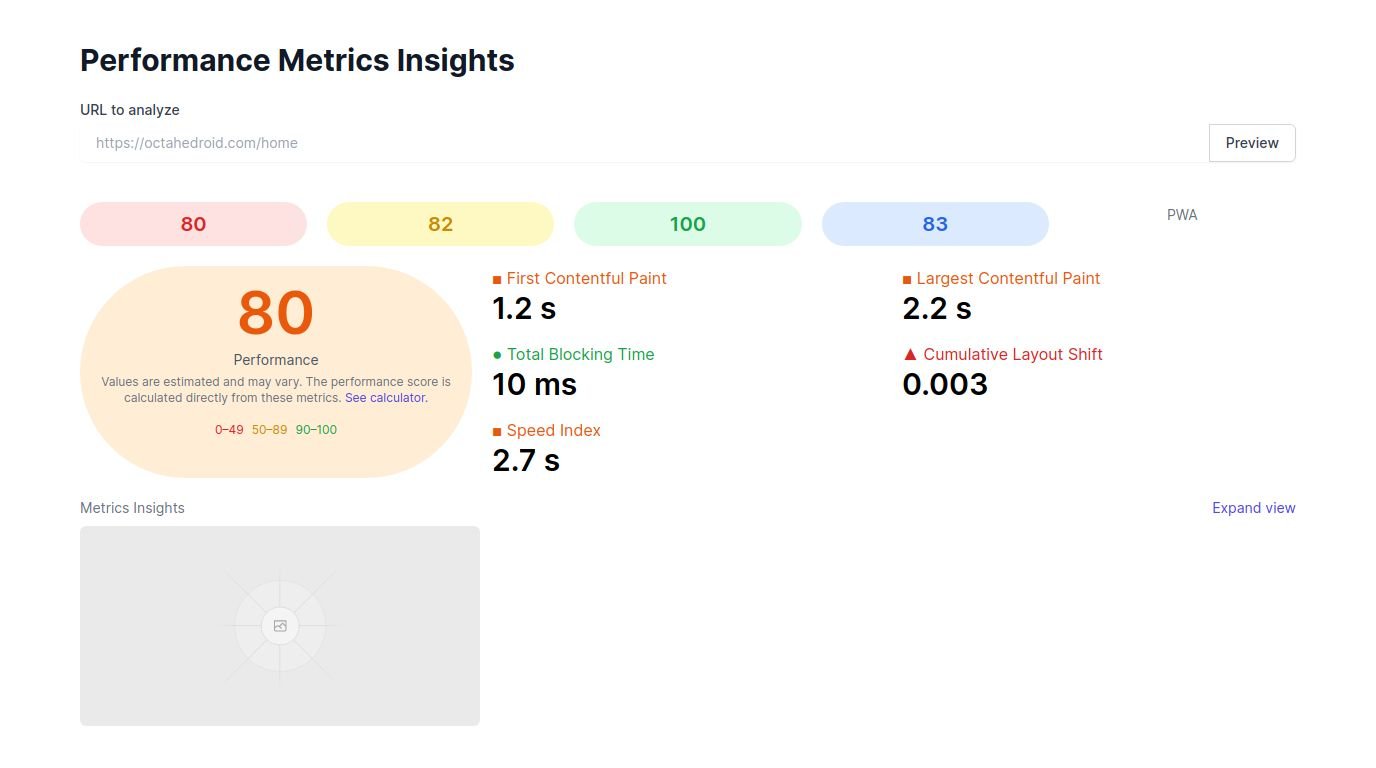 Performance Metrics Insights
URL to analyze
https://octahedroid.com/home
Preview
80
82
100
83
PWA
80
Performance
Values are estimated and may vary. The performance score is
calculated directly from these metrics. See calculator.
0–49 50–89 90–100
■ First Contentful Paint
1.2 s
■ Largest Contentful Paint
2.2 s
● Total Blocking Time
10 ms
▲ Cumulative Layout Shift
0.003
■ Speed Index
2.7 s
Metrics Insights
Expand view